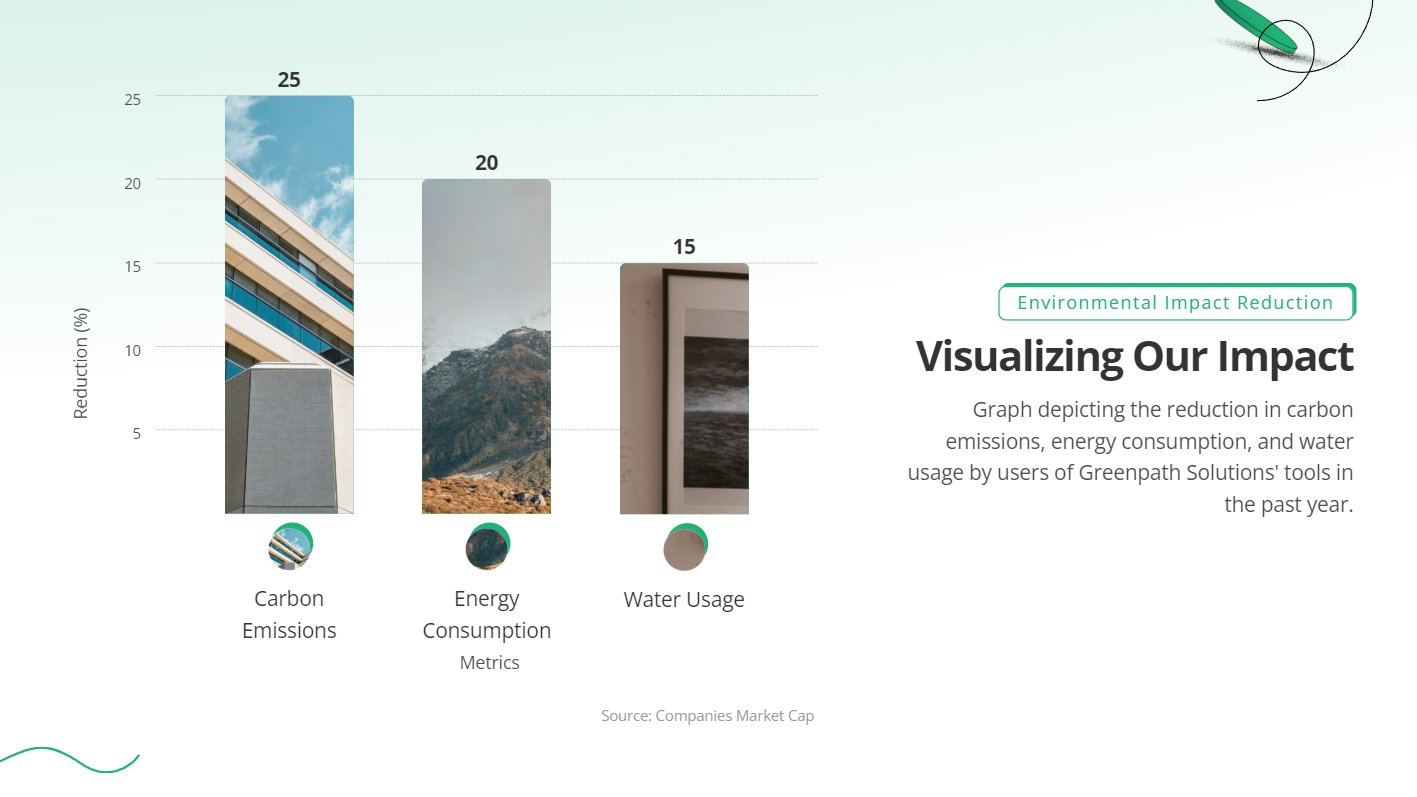 25
20
15
25
20
15
10
5
Reduction (%)
Carbon
Emissions
Energy
Consumption
Water Usage
Metrics
Source: Companies Market Cap
Environmental Impact Reduction
Visualizing Our Impact
Graph depicting the reduction in carbon
emissions, energy consumption, and water
usage by users of Greenpath Solutions' tools in
the past year.